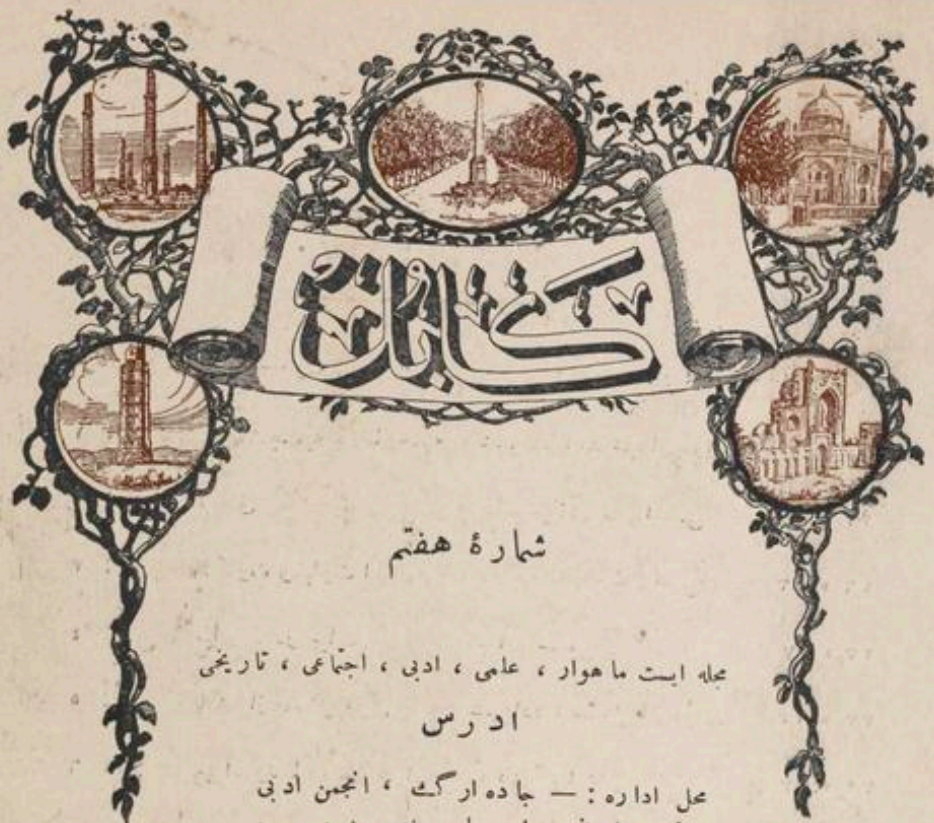 کابل
شمارهٔ هفتم
مجله ایست ماهوار ، علمی ، ادبی ، اجتماعی ، تاریخی
ادرس
محل اداره : — جاده ارگ ، انجمن ادبی